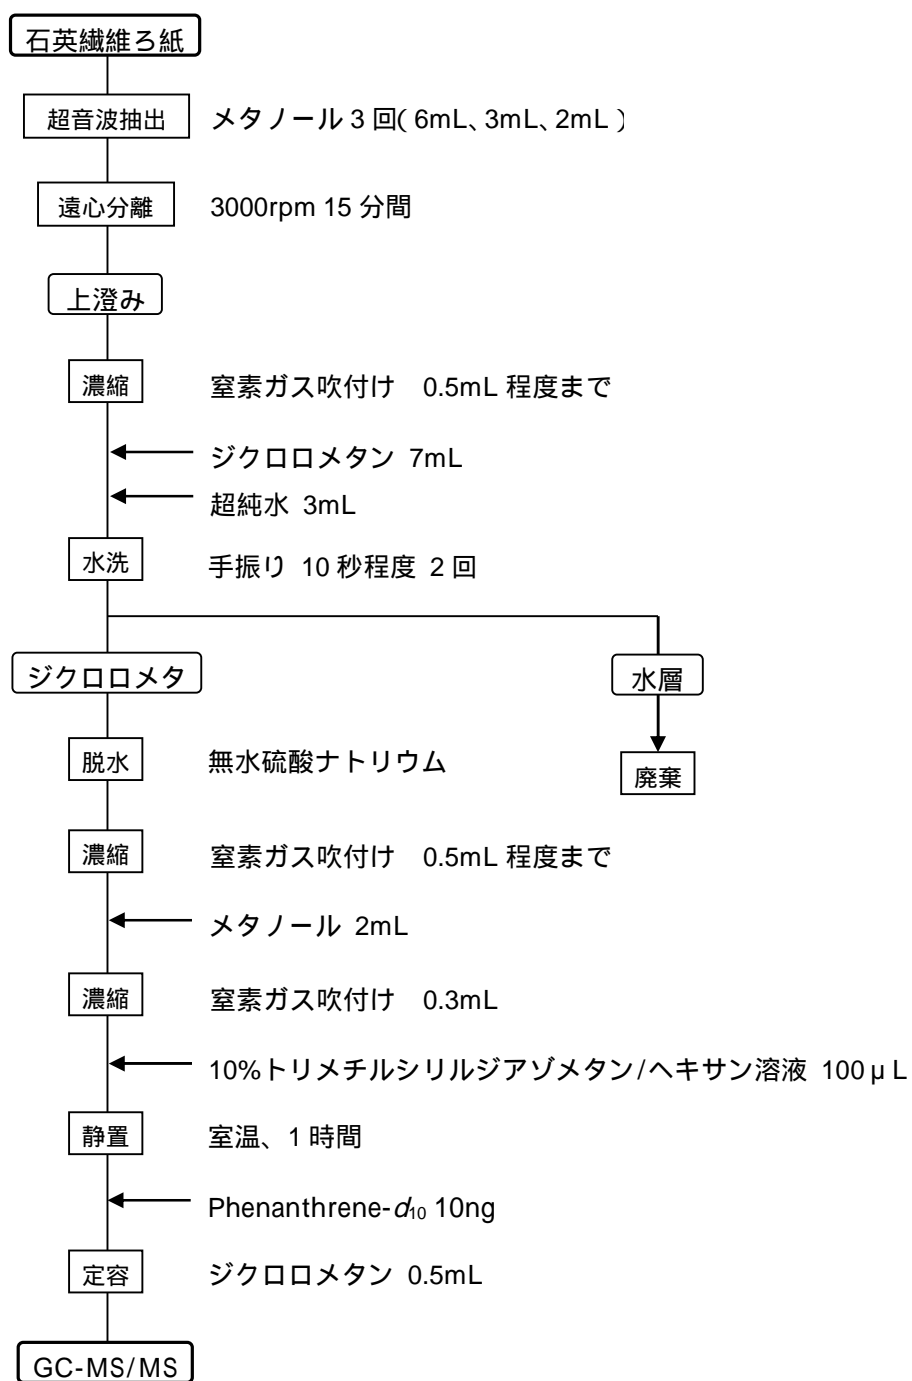 石英繊維ろ紙
超音波抽出 メタノール 3 回( 6mL、3mL、2mL )
遠心分離 3000rpm 15 分間
上澄み
濃縮 窒素ガス吹付け 0.5mL 程度まで
ジクロロメタン 7mL
超純水 3mL
水洗 手振り 10 秒程度 2 回
ジクロロメタ 水層
脱水 無水硫酸ナトリウム 廃棄
濃縮 窒素ガス吹付け 0.5mL 程度まで
メタノール 2mL
濃縮 窒素ガス吹付け 0.3mL
10%トリメチルシリルジアゾメタン/ヘキサン溶液 100μL
静置 室温、1 時間
Phenanthrene-d10 10ng
定容 ジクロロメタン 0.5mL
GC-MS/MS